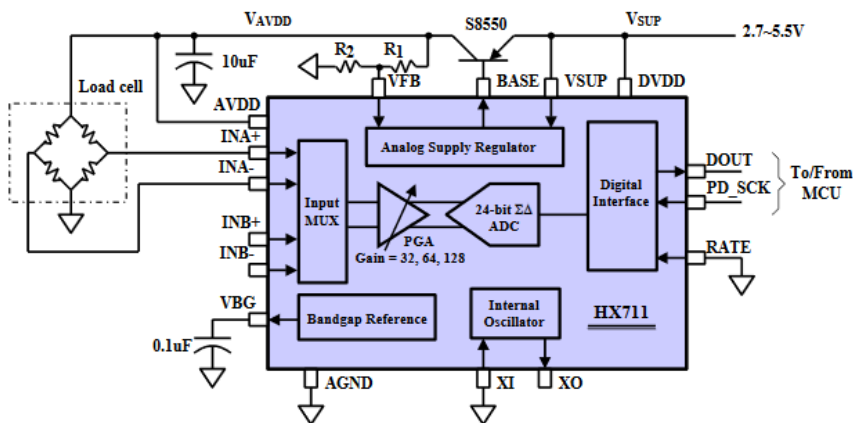 V_AVDD
S8550
V_SUP
2.7~5.5V
10uF
R₂
R₁
Load cell
VFB
BASE
VSUP
DVDD
AVDD
INA+
INA-
INB+
INB-
VBG
0.1uF
Analog Supply Regulator
Input
MUX
PGA
Gain = 32, 64, 128
24-bit ΣΔ
ADC
Digital
Interface
DOUT
PD_SCK
RATE
To/From
MCU
Bandgap Reference
Internal
Oscillator
HX711
AGND
XI
XO